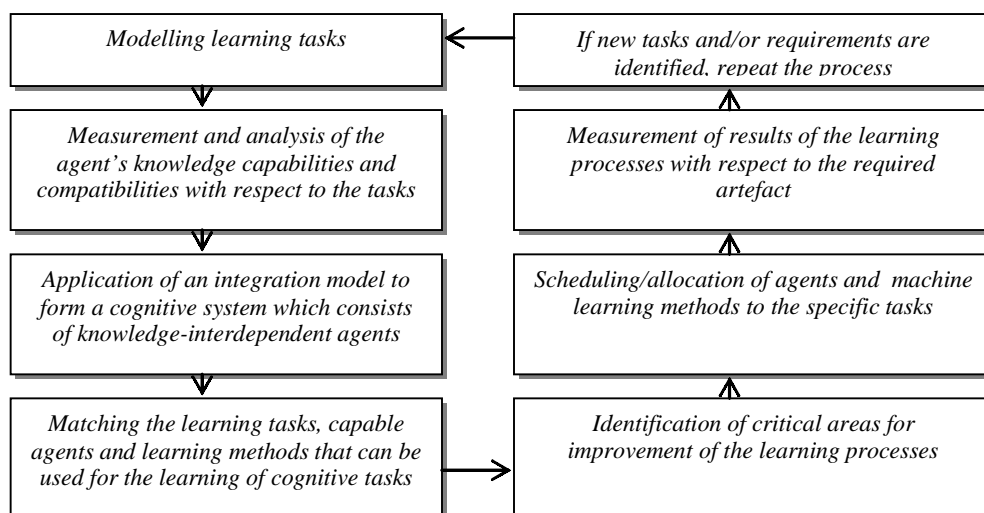 Modelling learning tasks
Measurement and analysis of the
agent's knowledge capabilities and
compatibilities with respect to the tasks
Application of an integration model to
form a cognitive system which consists
of knowledge-interdependent agents
Matching the learning tasks, capable
agents and learning methods that can be
used for the learning of cognitive tasks
Identification of critical areas for
improvement of the learning processes
Scheduling/allocation of agents and machine
learning methods to the specific tasks
Measurement of results of the learning
processes with respect to the required
artefact
If new tasks and/or requirements are
identified, repeat the process